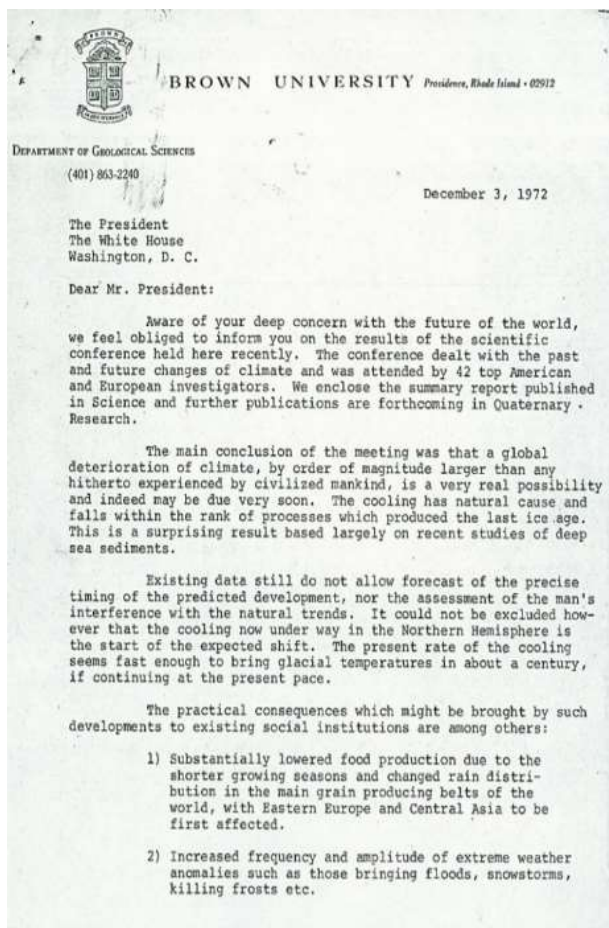 BROWN UNIVERSITY Providence, Rhode Island • 02912
DEPARTMENT OF GEOLOGICAL SCIENCES
(401) 863-2240
December 3, 1972
The President
The White House
Washington, D. C.
Dear Mr. President:
Aware of your deep concern with the future of the world,
we feel obliged to inform you on the results of the scientific
conference held here recently. The conference dealt with the past
and future changes of climate and was attended by 42 top American
and European investigators. We enclose the summary report published
in Science and further publications are forthcoming in Quaternary
Research.
The main conclusion of the meeting was that a global
deterioration of climate, by order of magnitude larger than any
hitherto experienced by civilized mankind, is a very real possibility
and indeed may be due very soon. The cooling has natural cause and
falls within the rank of processes which produced the last ice age.
This is a surprising result based largely on recent studies of deep
sea sediments.
Existing data still do not allow forecast of the precise
timing of the predicted development, nor the assessment of the man's
interference with the natural trends. It could not be excluded how-
ever that the cooling now under way in the Northern Hemisphere is
the start of the expected shift. The present rate of the cooling
seems fast enough to bring glacial temperatures in about a century,
if continuing at the present pace.
The practical consequences which might be brought by such
developments to existing social institutions are among others:
1) Substantially lowered food production due to the
shorter growing seasons and changed rain distri-
bution in the main grain producing belts of the
world, with Eastern Europe and Central Asia to be
first affected.
2) Increased frequency and amplitude of extreme weather
anomalies such as those bringing floods, snowstorms,
killing frosts etc.